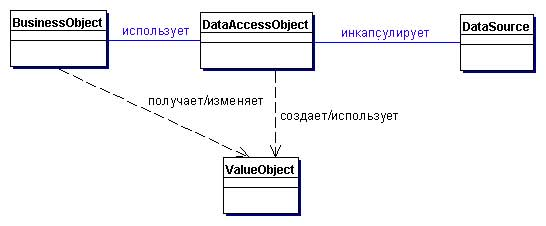 BusinessObject
использует
DataAccessObject
инкапсулирует
DataSource
получает/изменяет
создает/использует
ValueObject